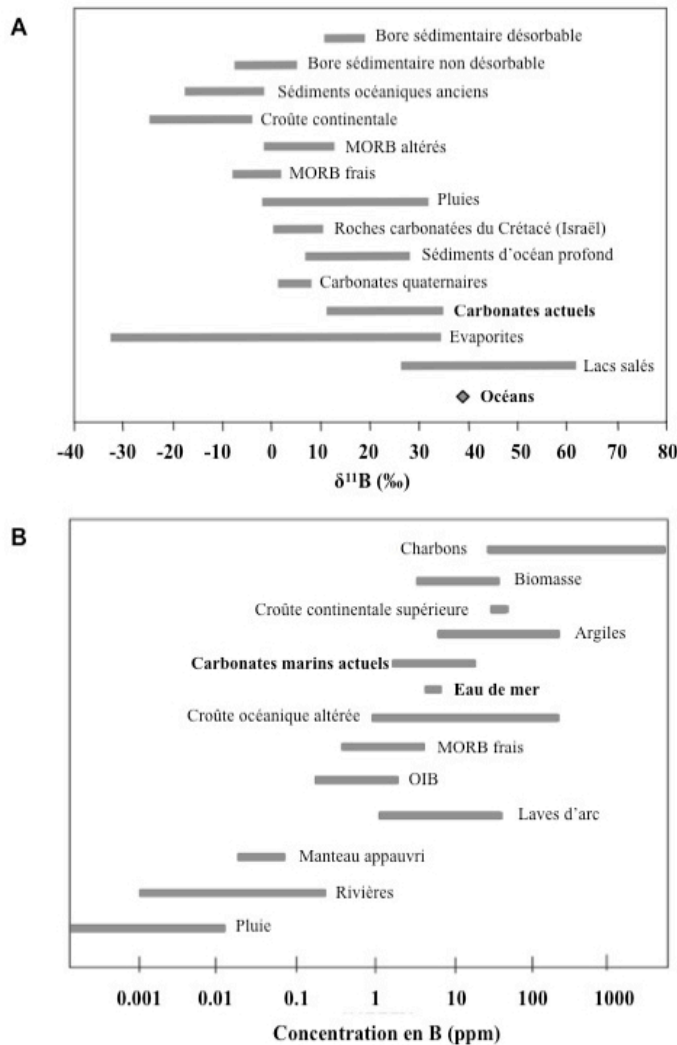 A
Bore sédimentaire désorbable
Bore sédimentaire non désorbable
Sédiments océaniques anciens
Croûte continentale
MORB altérés
MORB frais
Pluies
Roches carbonatées du Crétacé (Israël)
Sédiments d'océan profond
Carbonates quaternaires
Carbonates actuels
Evaporites
Lacs salés
Océans
-40 -30 -20 -10 0 10 20 30 40 50 60 70 80
δ¹¹B (‰)
B
Charbons
Biomasse
Croûte continentale supérieure
Argiles
Carbonates marins actuels
Eau de mer
Croûte océanique altérée
MORB frais
OIB
Laves d'arc
Manteau appauvri
Rivières
Pluie
0.001 0.01 0.1 1 10 100 1000
Concentration en B (ppm)